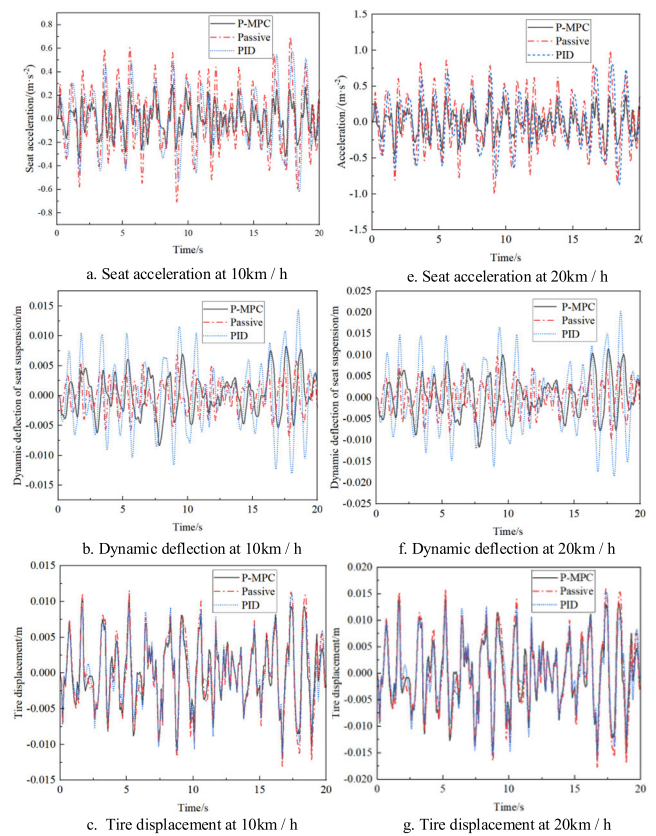 0.8
0.6
0.4
0.2
0.0
-0.2
-0.4
-0.6
-0.8
Seat acceleration/(m·s-2)
P-MPC
Passive
PID
0 5 10 15 20
Time/s
a. Seat acceleration at 10km / h
1.5
1.0
0.5
0.0
-0.5
-1.0
-1.5
Acceleration/(m·s-2)
P-MPC
Passive
PID
0 5 10 15 20
Time/s
e. Seat acceleration at 20km / h
0.015
0.010
0.005
0.000
-0.005
-0.010
-0.015
Dynamic deflection of seat suspension/m
P-MPC
Passive
PID
0 5 10 15 20
Time/s
b. Dynamic deflection at 10km / h
0.025
0.020
0.015
0.010
0.005
0.000
-0.005
-0.010
-0.015
-0.020
-0.025
Dynamic deflection of seat suspension/m
P-MPC
Passive
PID
0 5 10 15 20
Time/s
f. Dynamic deflection at 20km / h
0.015
0.010
0.005
0.000
-0.005
-0.010
-0.015
Tire displacement/m
P-MPC
Passive
PID
0 5 10 15 20
Time/s
c. Tire displacement at 10km / h
0.020
0.015
0.010
0.005
0.000
-0.005
-0.010
-0.015
-0.020
Tire displacement/m
P-MPC
Passive
PID
0 5 10 15 20
Time/s
g. Tire displacement at 20km / h